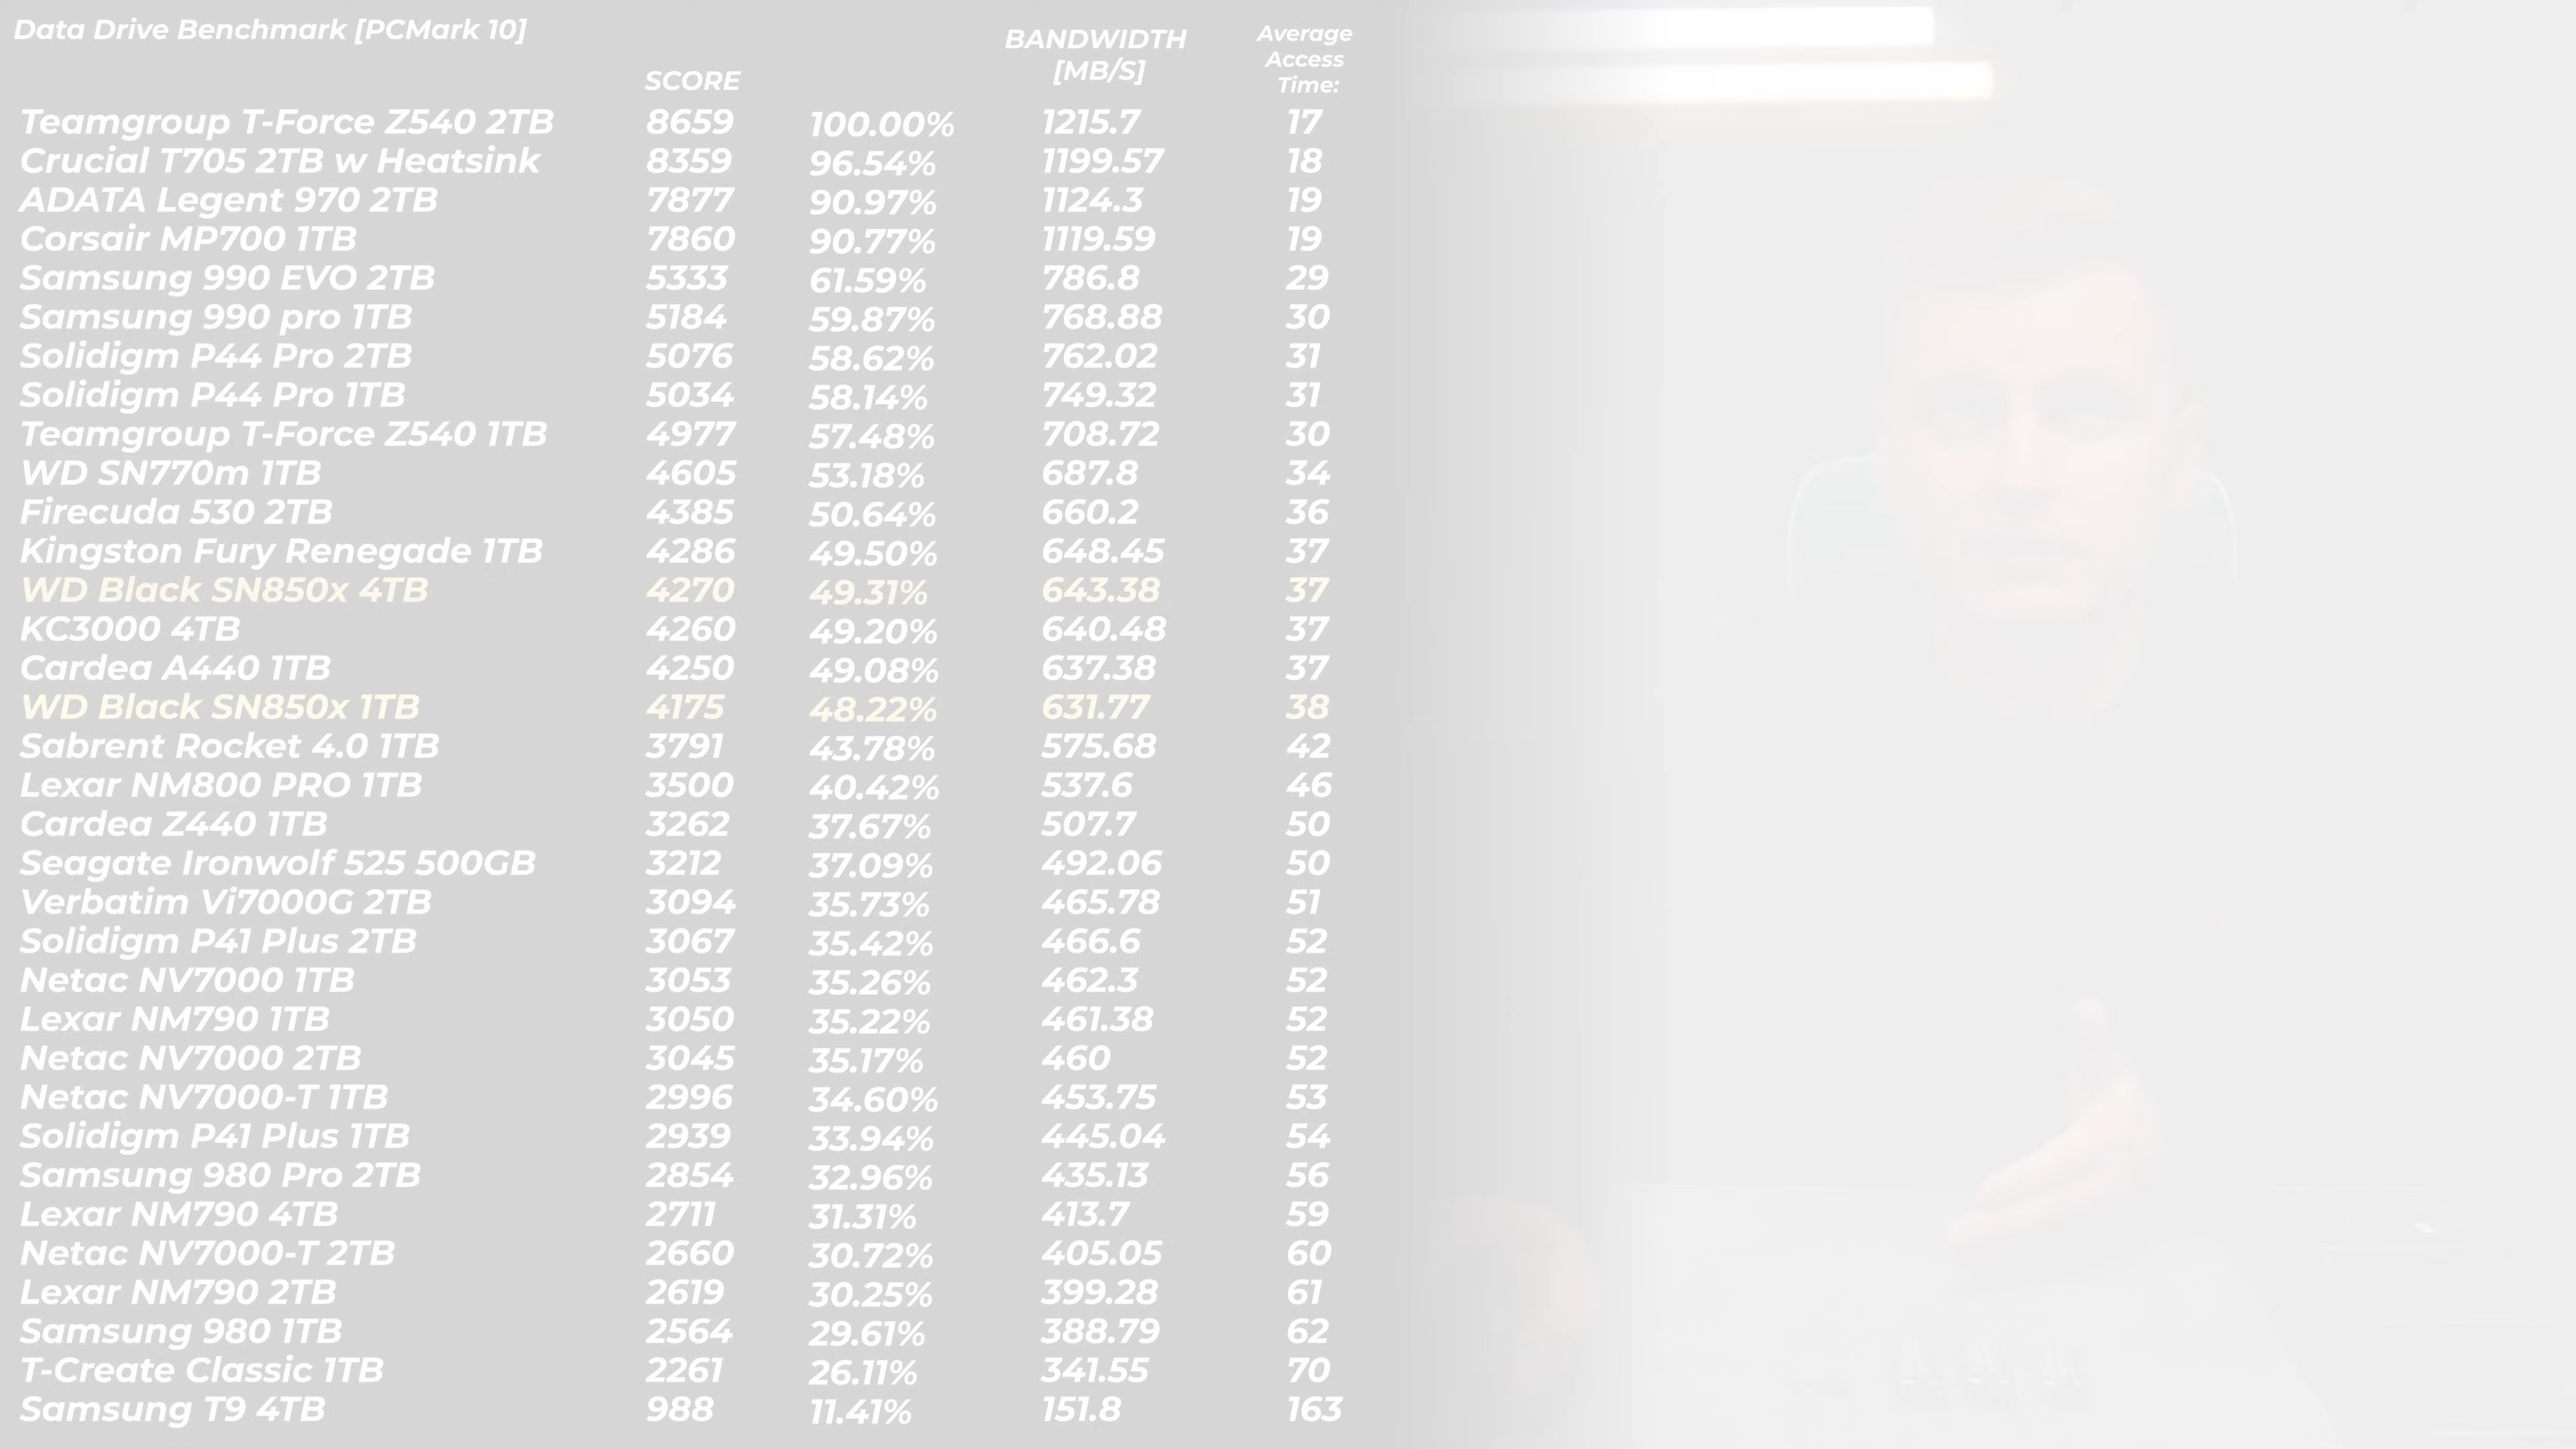 Data Drive Benchmark [PCMark 10]
SCORE
BANDWIDTH
[MB/S]
Average
Access
Time:
Teamgroup T-Force Z540 2TB 8659 100.00% 1215.7 17
Crucial T705 2TB w Heatsink 8359 96.54% 1199.57 18
ADATA Legent 970 2TB 7877 90.97% 1124.3 19
Corsair MP700 1TB 7860 90.77% 1119.59 19
Samsung 990 EVO 2TB 5333 61.59% 786.8 29
Samsung 990 pro 1TB 5184 59.87% 768.88 30
Solidigm P44 Pro 2TB 5076 58.62% 762.02 31
Solidigm P44 Pro 1TB 5034 58.14% 749.32 31
Teamgroup T-Force Z540 1TB 4977 57.48% 708.72 30
WD SN770m 1TB 4605 53.18% 687.8 34
Firecuda 530 2TB 4385 50.64% 660.2 36
Kingston Fury Renegade 1TB 4286 49.50% 648.45 37
WD Black SN850x 4TB 4270 49.31% 643.38 37
KC3000 4TB 4260 49.20% 640.48 37
Cardea A440 1TB 4250 49.08% 637.38 37
WD Black SN850x 1TB 4175 48.22% 631.77 38
Sabrent Rocket 4.0 1TB 3791 43.78% 575.68 42
Lexar NM800 PRO 1TB 3500 40.42% 537.6 46
Cardea Z440 1TB 3262 37.67% 507.7 50
Seagate Ironwolf 525 500GB 3212 37.09% 492.06 50
Verbatim Vi7000G 2TB 3094 35.73% 465.78 51
Solidigm P41 Plus 2TB 3067 35.42% 466.6 52
Netac NV7000 1TB 3053 35.26% 462.3 52
Lexar NM790 1TB 3050 35.22% 461.38 52
Netac NV7000 2TB 3045 35.17% 460 52
Netac NV7000-T 1TB 2996 34.60% 453.75 53
Solidigm P41 Plus 1TB 2939 33.94% 445.04 54
Samsung 980 Pro 2TB 2854 32.96% 435.13 56
Lexar NM790 4TB 2711 31.31% 413.7 59
Netac NV7000-T 2TB 2660 30.72% 405.05 60
Lexar NM790 2TB 2619 30.25% 399.28 61
Samsung 980 1TB 2564 29.61% 388.79 62
T-Create Classic 1TB 2261 26.11% 341.55 70
Samsung T9 4TB 988 11.41% 151.8 163